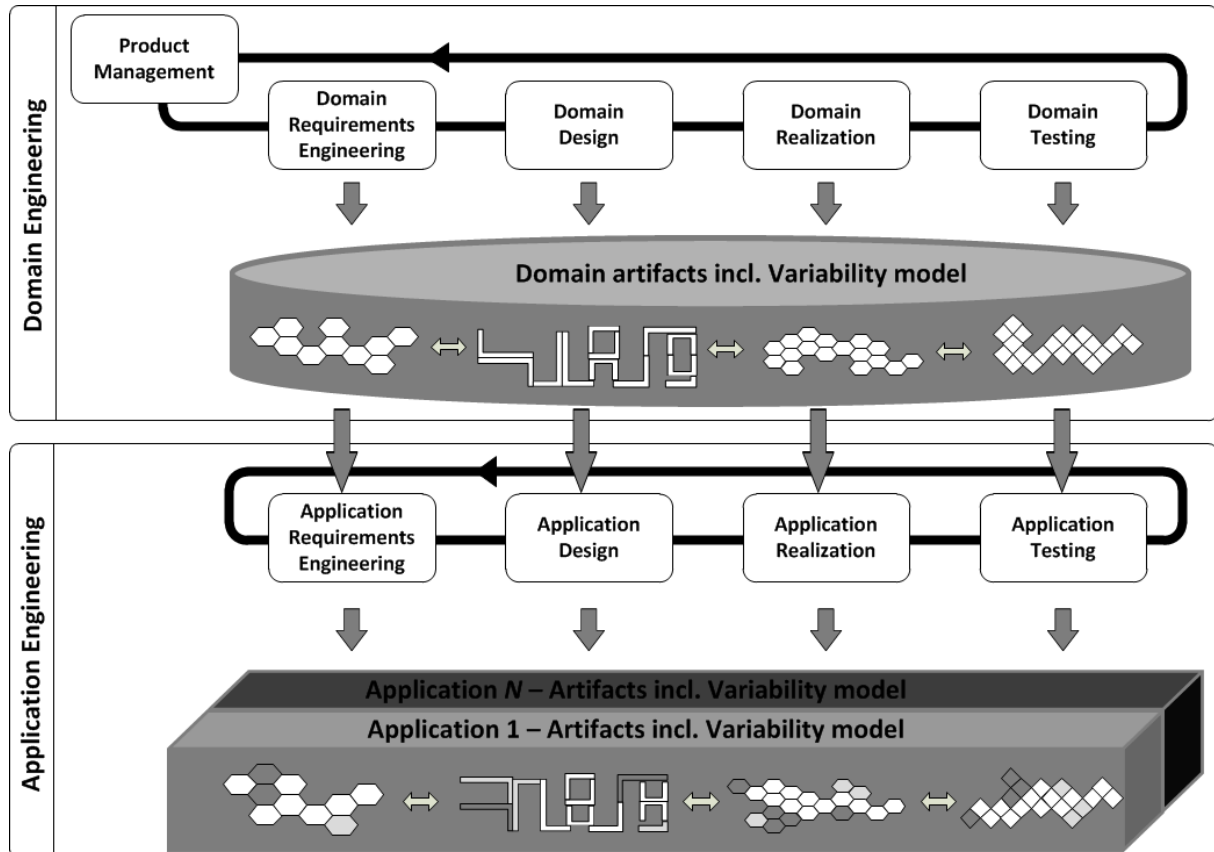 Domain Engineering
Product
Management
Domain
Requirements
Engineering
Domain
Design
Domain
Realization
Domain
Testing
Domain artifacts incl. Variability model
Application Engineering
Application
Requirements
Engineering
Application
Design
Application
Realization
Application
Testing
Application N – Artifacts incl. Variability model
Application 1 – Artifacts incl. Variability model